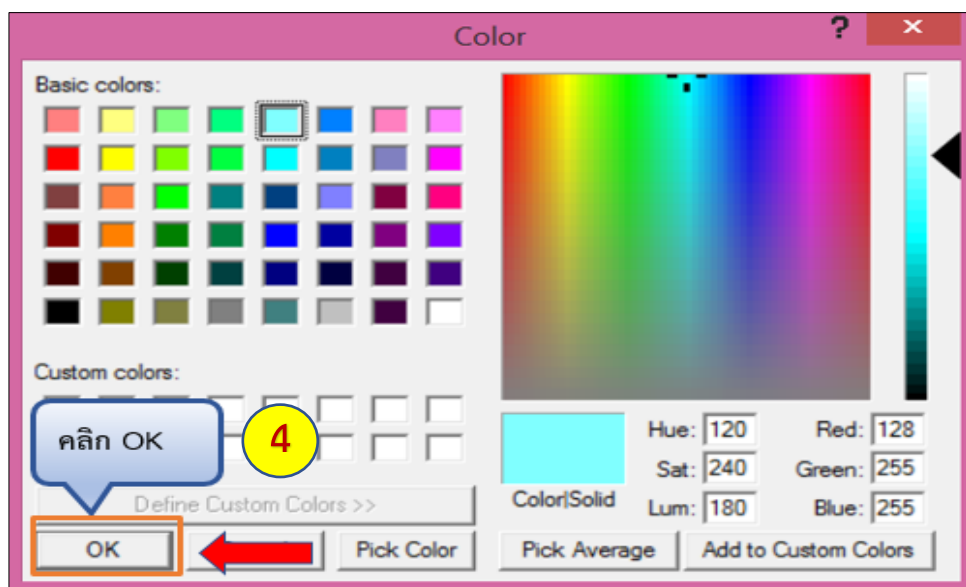 Color
?
×
Basic colors:
Custom colors:
คลิก OK
4
Define Custom Colors >>
OK
Pick Color
Color|Solid
Hue: 120
Sat: 240
Lum: 180
Red: 128
Green: 255
Blue: 255
Pick Average
Add to Custom Colors